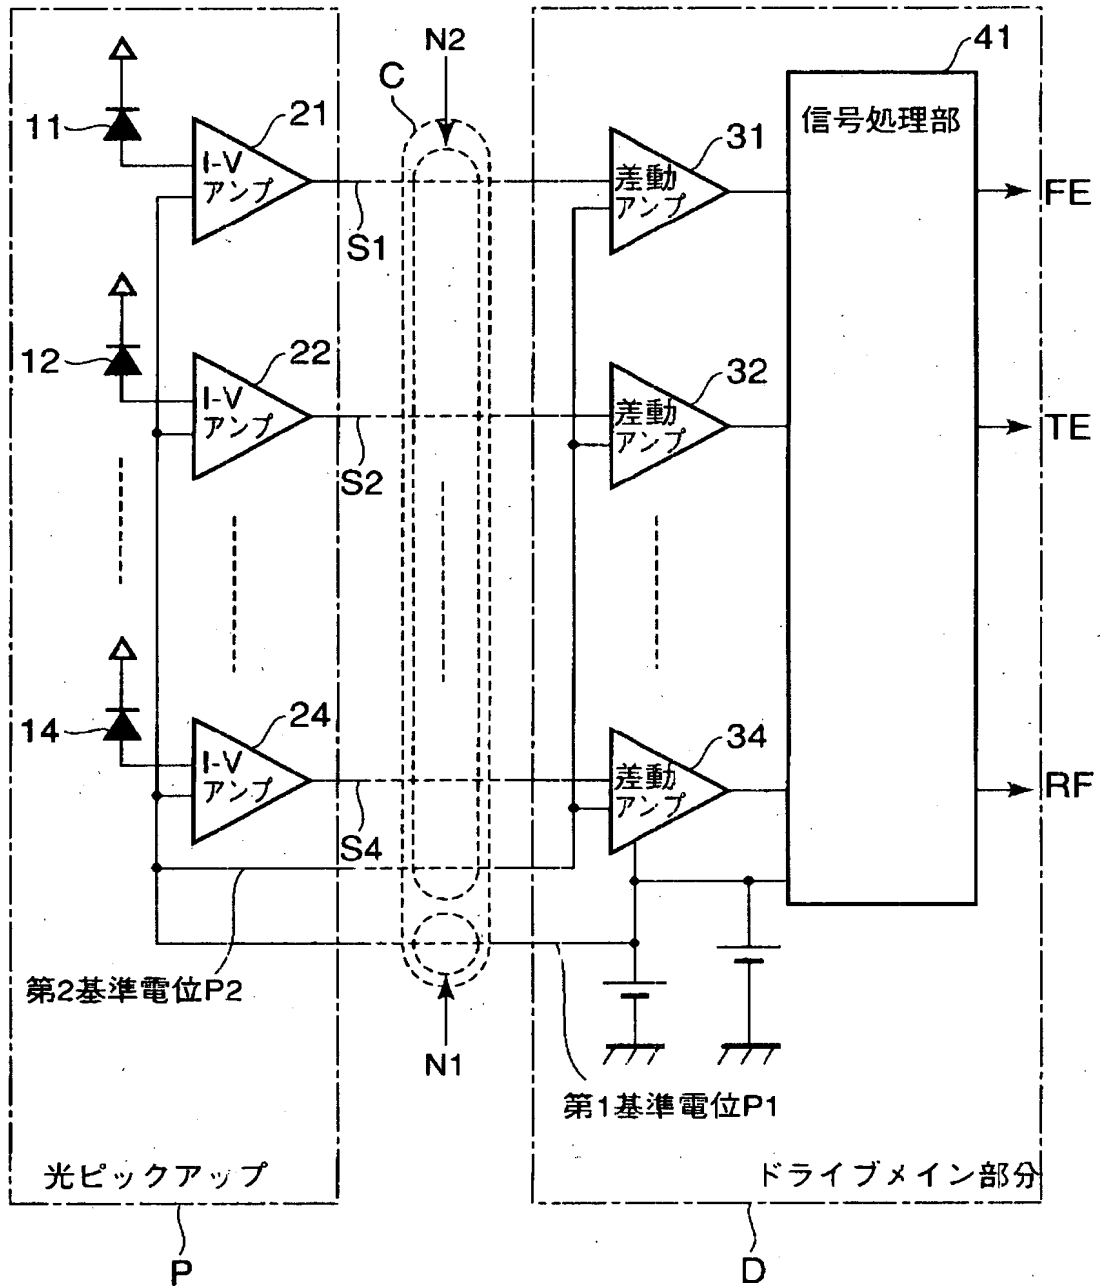 N2
41
C
11
21
31
信号処理部
I-V
アンプ
差動
アンプ
FE
S1
12
22
32
I-V
アンプ
差動
アンプ
TE
S2
14
24
34
I-V
アンプ
差動
アンプ
RF
S4
第2基準電位P2
N1
第1基準電位P1
光ピックアップ
ドライブメイン部分
P
D